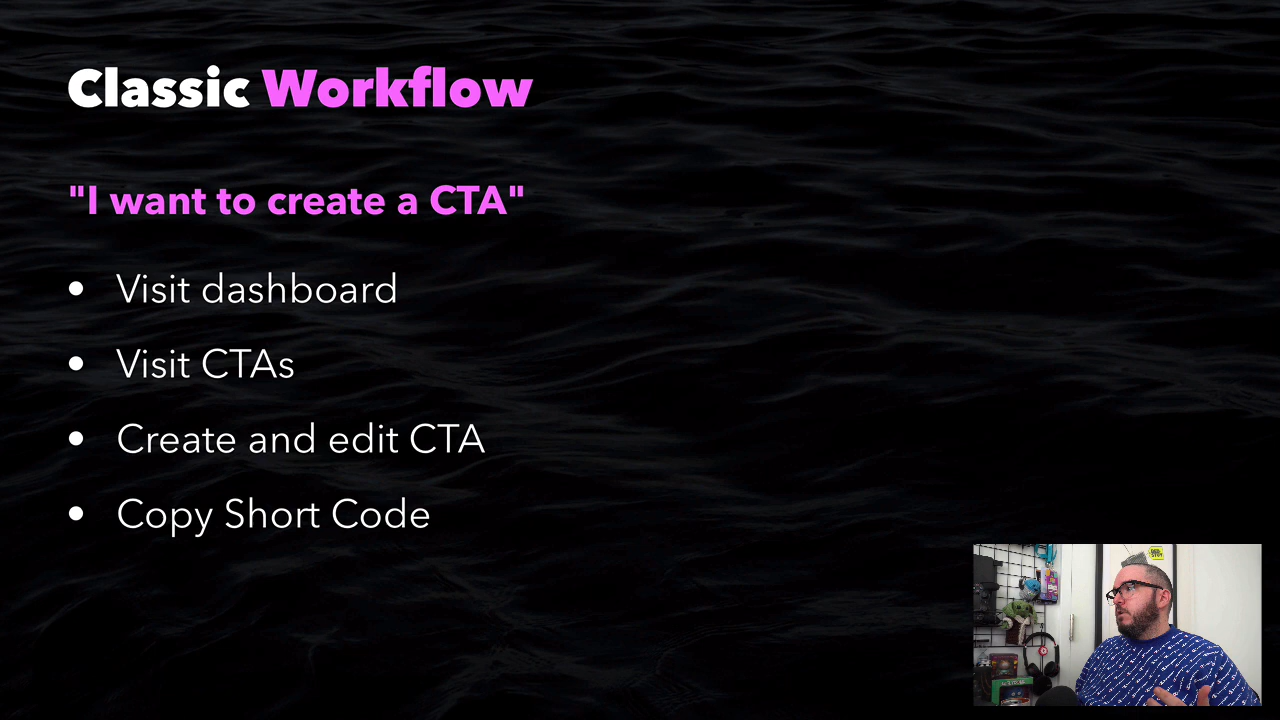 Classic Workflow
"I want to create a CTA"
• Visit dashboard
• Visit CTAs
• Create and edit CTA
• Copy Short Code